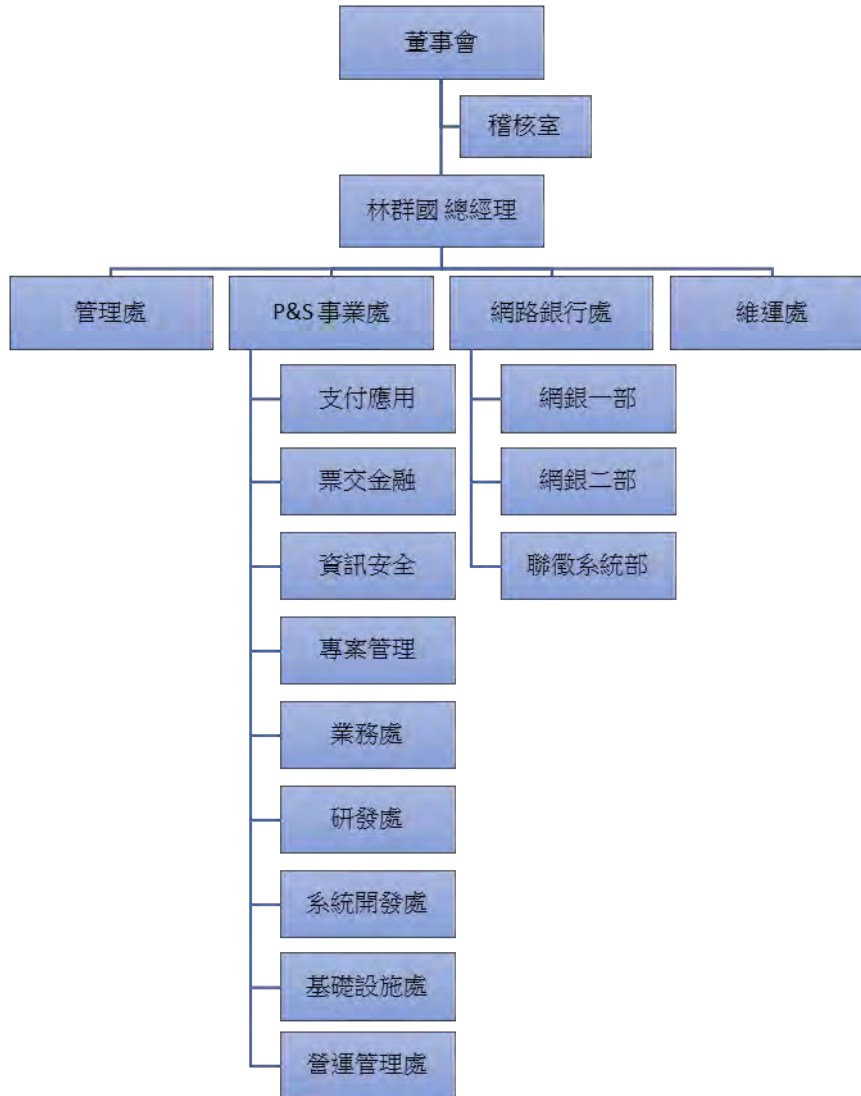 董事會
稽核室
林群國 總經理
管理處
P&S 事業處
網路銀行處
維運處
支付應用
票交金融
資訊安全
專案管理
業務處
研發處
系統開發處
基礎設施處
營運管理處
網銀一部
網銀二部
聯徵系統部